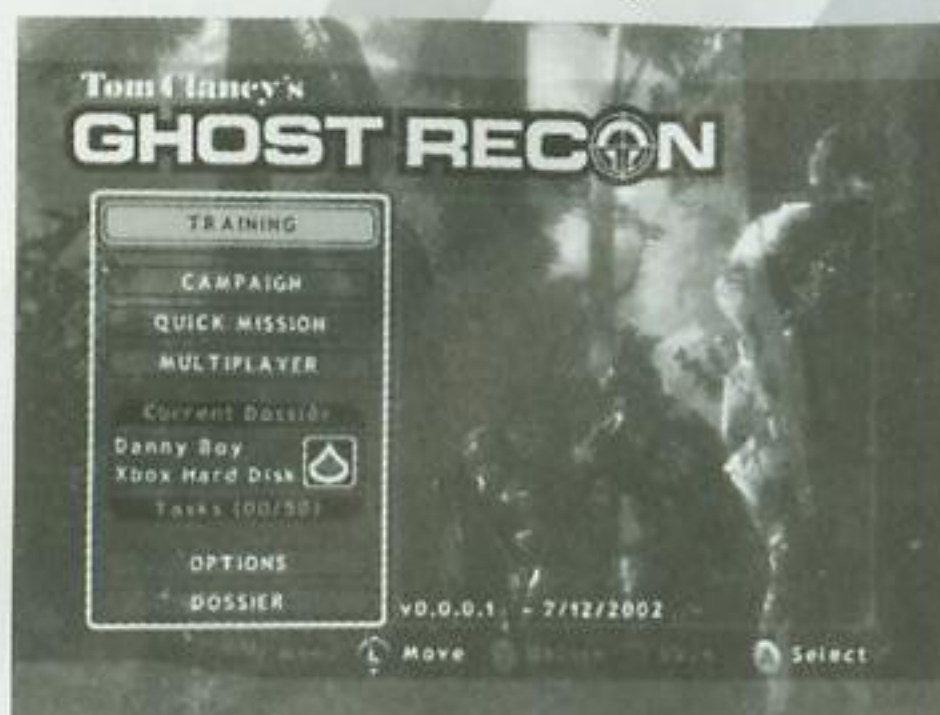 Tom Clancy's
GHOST RECON
TRAINING
CAMPAIGN
QUICK MISSION
MULTIPLAYER
Current Dossier
Danny Boy
Xbox Hard Disk
Tasks (00/50)
OPTIONS
DOSSIER
v0.0.0.1 - 7/12/2002
L Move
A Select